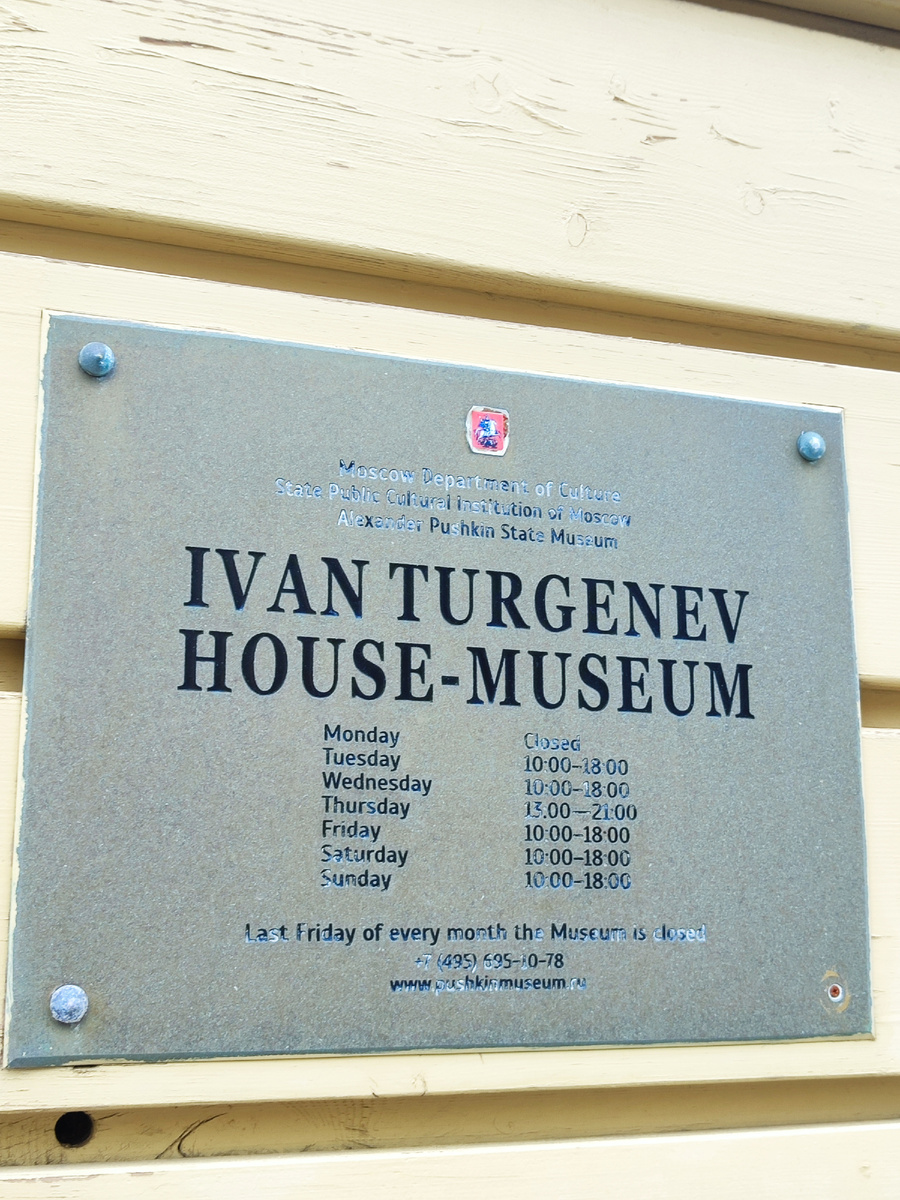 Moscow Department of Culture
State Public Cultural Institution of Moscow
Alexander Pushkin State Museum
IVAN TURGENEV
HOUSE-MUSEUM
Monday Closed
Tuesday 10:00–18:00
Wednesday 10:00–18:00
Thursday 13.00—21:00
Friday 10:00–18:00
Saturday 10:00–18:00
Sunday 10:00–18:00
Last Friday of every month the Museum is closed
+7 (495) 695-10-78
www.pushkinmuseum.ru